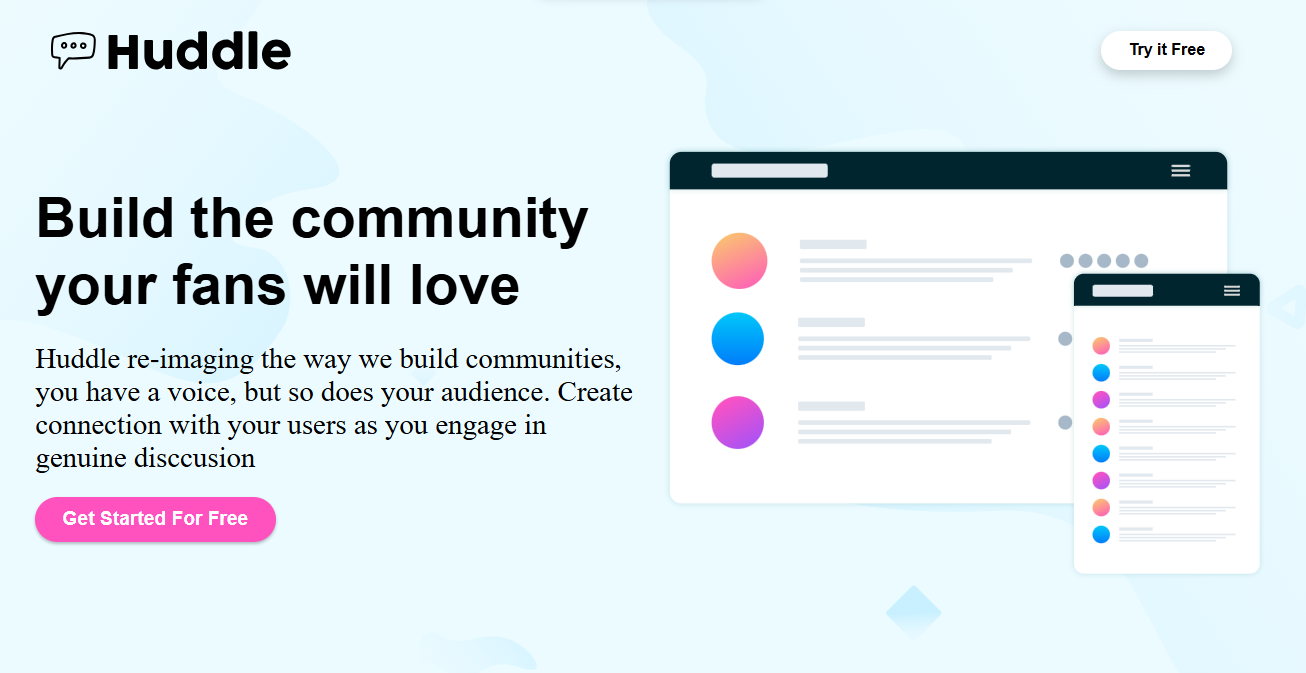 Huddle
Try it Free
Build the community
your fans will love
Huddle re-imaging the way we build communities,
you have a voice, but so does your audience. Create
connection with your users as you engage in
genuine disccusion
Get Started For Free